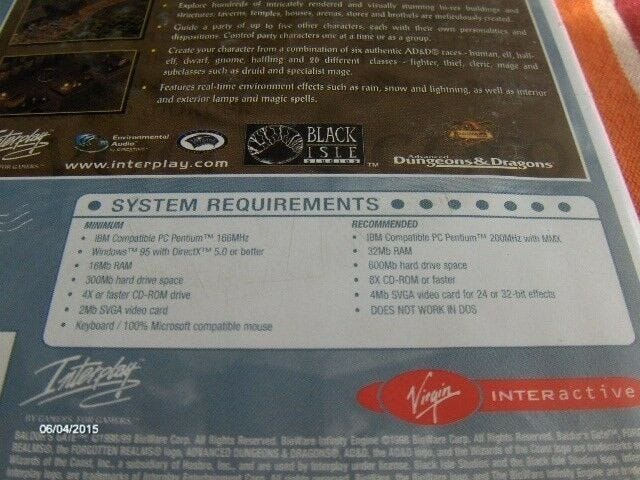 Explore hundreds of intricately rendered and visually stunning hi-res buildings and
structures: taverns, temples, houses, arenas, stores and brothels are meticulously created.
Guide a party of up to five other characters, each with their own personalities and
dispositions. Control party characters one at a time or as a group.
Create your character from a combination of six authentic AD&D® races - human, elf, half-
elf, dwarf, gnome, halfling and 26 different classes - fighter, thief, cleric, mage and
subclasses such as druid and specialist mage.
Features real-time environment effects such as rain, snow and lightning, as well as interior
and exterior lamps and magic spells.
Interplay
FOR GAMERS.
Environmental
Audio
by CREATIVE
BLACK
ISLE
STUDIOS
™
Advanced
Dungeons & Dragons
www.interplay.com
SYSTEM REQUIREMENTS
MINIMUM
• IBM Compatible PC Pentium™ 166MHz
• Windows™ 95 with DirectX™ 5.0 or better
• 16Mb RAM
• 300Mb hard drive space
• 4X or faster CD-ROM drive
• 2Mb SVGA video card
• Keyboard / 100% Microsoft compatible mouse
RECOMMENDED
• IBM Compatible PC Pentium™ 200MHz with MMX
• 32Mb RAM
• 600Mb hard drive space
• 8X CD-ROM or faster
• 4Mb SVGA video card for 24 or 32-bit effects
• DOES NOT WORK IN DOS
Interplay™
BY GAMERS. FOR GAMERS.™
Virgin
INTERactive
06/04/2015
BALDUR'S GATE ©1998/99 BioWare Corp. All Rights Reserved. BioWare Infinity Engine ©1998 BioWare Corp. All Rights Reserved. Baldur's Gate,
REALMS®, the FORGOTTEN REALMS® logo, ADVANCED DUNGEONS & DRAGONS®, AD&D, the AD&D logo, and the Wizards of the Coast logo are
Wizards of the Coast, Inc., a of Hasbro, Inc., and are used by Interplay under license. Black Isle Studios and the Black Isle Studios